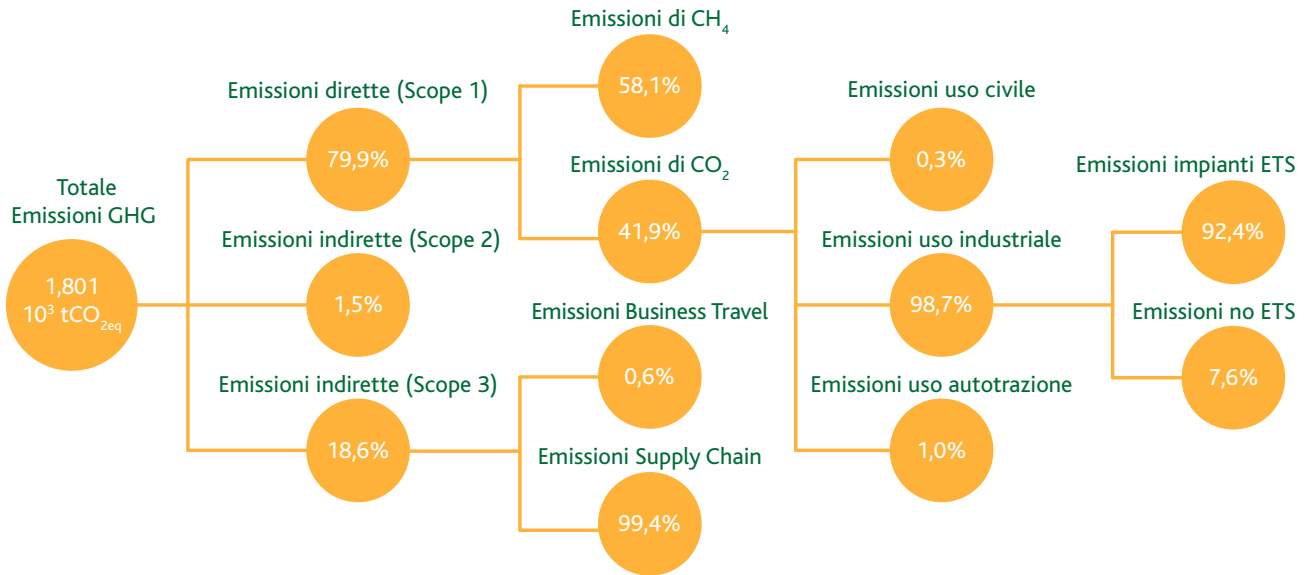 Totale
Emissioni GHG
1,801
10³ tCO₂eq
Emissioni dirette (Scope 1)
79,9%
Emissioni indirette (Scope 2)
1,5%
Emissioni indirette (Scope 3)
18,6%
Emissioni di CH₄
58,1%
Emissioni di CO₂
41,9%
Emissioni Business Travel
0,6%
Emissioni Supply Chain
99,4%
Emissioni uso civile
0,3%
Emissioni uso industriale
98,7%
Emissioni uso autotrazione
1,0%
Emissioni impianti ETS
92,4%
Emissioni no ETS
7,6%